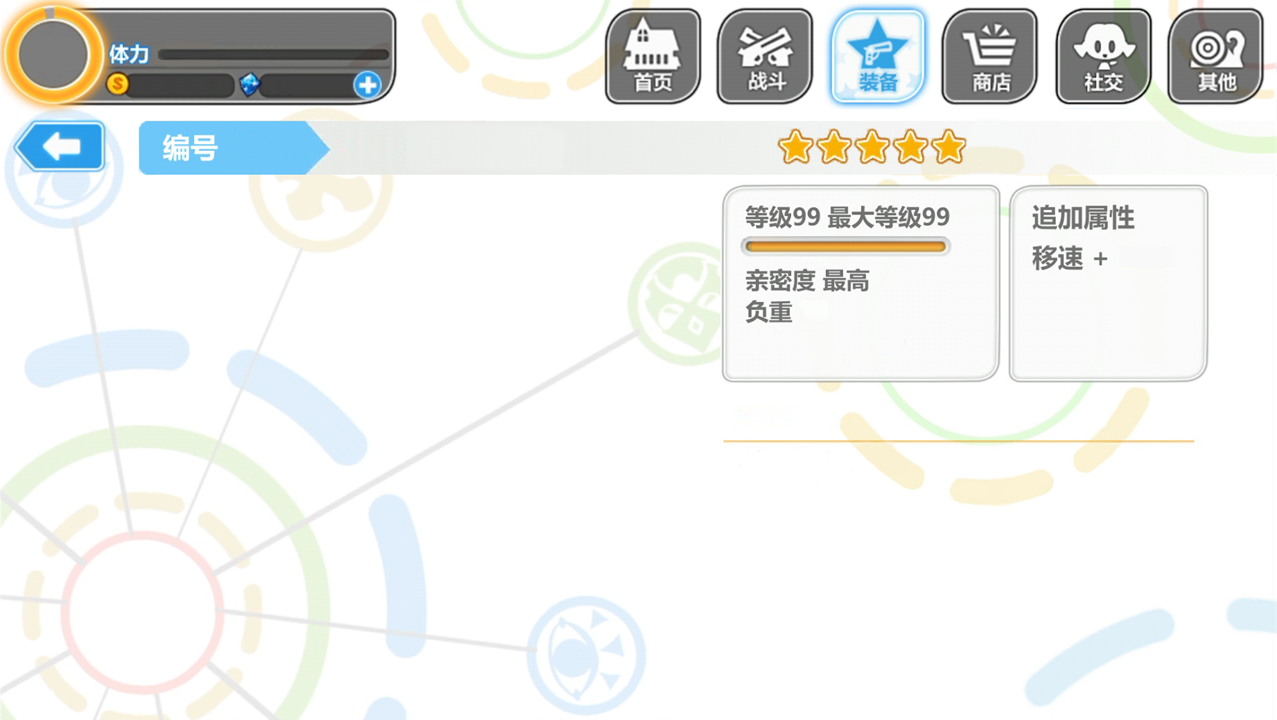 体力
首页
战斗
装备
商店
社交
其他
编号
等级99 最大等级99
亲密度 最高
负重
追加属性
移速 +